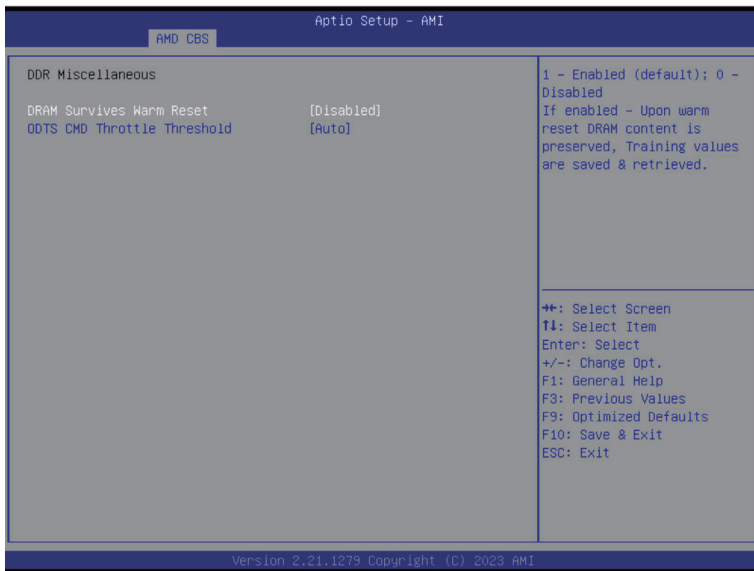 Aptio Setup – AMI
AMD CBS
DDR Miscellaneous
DRAM Survives Warm Reset [Disabled]
ODTS CMD Throttle Threshold [Auto]
1 – Enabled (default); 0 –
Disabled
If enabled – Upon warm
reset DRAM content is
preserved, Training values
are saved & retrieved.
→←: Select Screen
↑↓: Select Item
Enter: Select
+/-: Change Opt.
F1: General Help
F3: Previous Values
F9: Optimized Defaults
F10: Save & Exit
ESC: Exit
Version 2.21.1279 Copyright (C) 2023 AMI